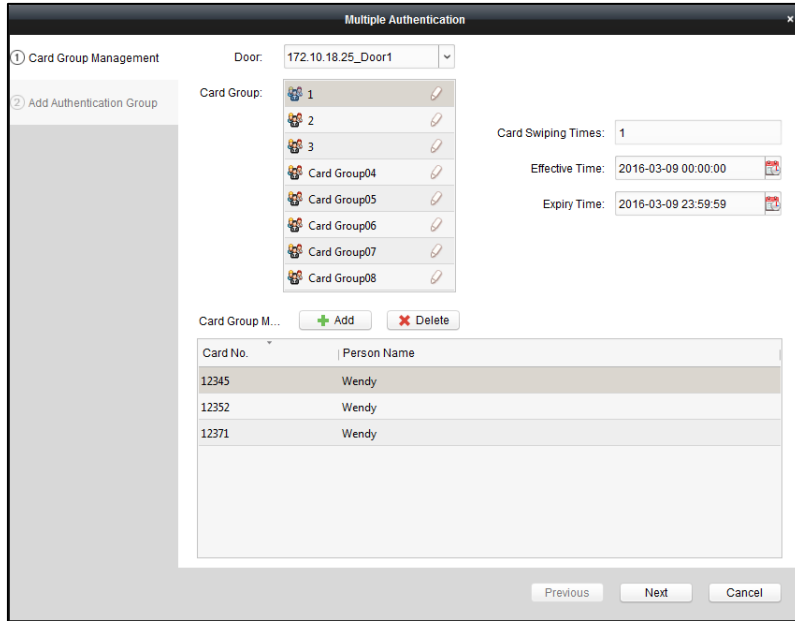 Multiple Authentication
×
1 Card Group Management
2 Add Authentication Group
Door: 172.10.18.25_Door1
Card Group:
1
2
3
Card Group04
Card Group05
Card Group06
Card Group07
Card Group08
Card Swiping Times: 1
Effective Time: 2016-03-09 00:00:00
Expiry Time: 2016-03-09 23:59:59
Card Group M... Add Delete
Card No. Person Name
12345 Wendy
12352 Wendy
12371 Wendy
Previous Next Cancel